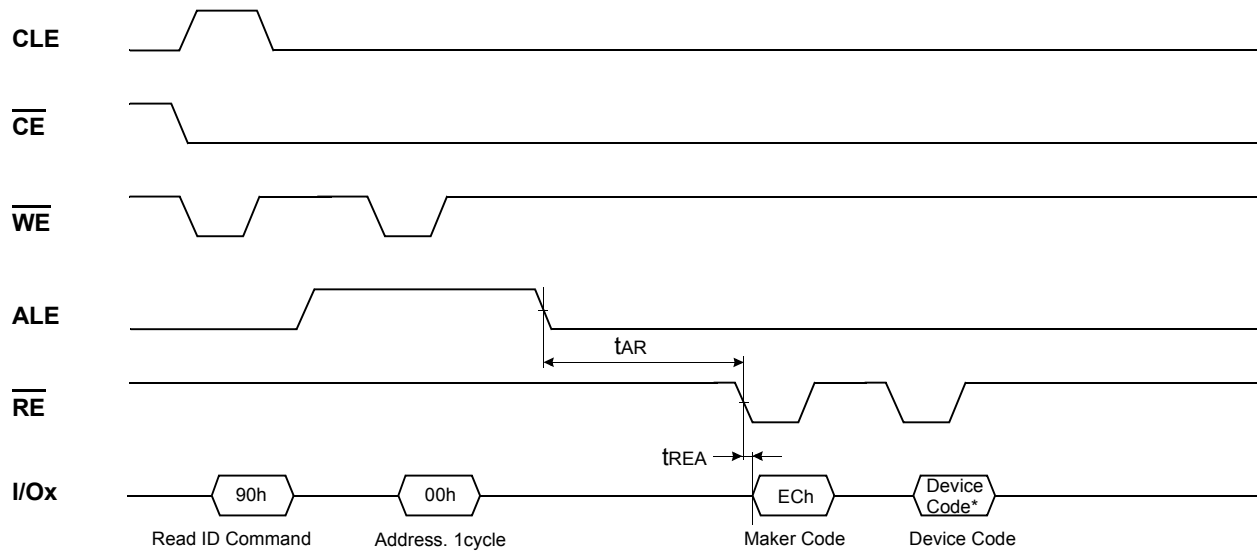 CLE
CE
WE
ALE
tAR
RE
tREA
I/Ox
90h
00h
ECh
Device
Code*
Read ID Command
Address. 1cycle
Maker Code
Device Code